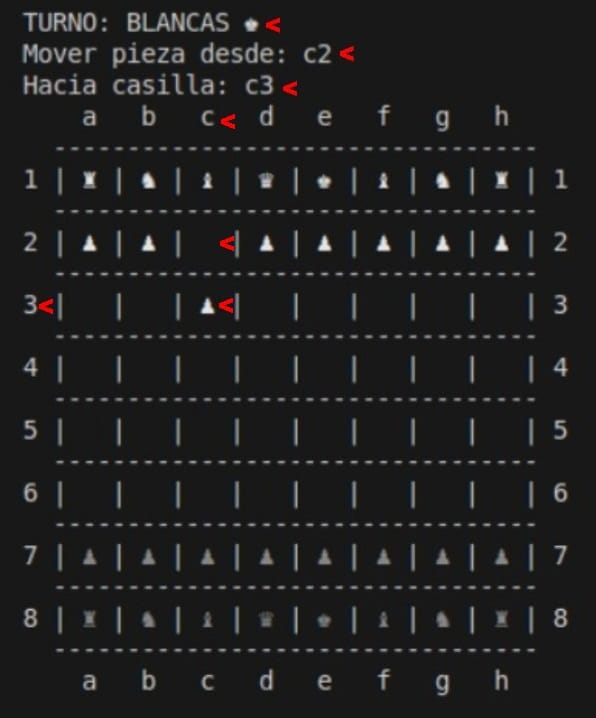 TURNO: BLANCAS ♚ <
Mover pieza desde: c2 <
Hacia casilla: c3 <
a b c < d e f g h
---------------------------------
1 | ♜ | ♞ | ♝ | ♛ | ♚ | ♝ | ♞ | ♜ | 1
---------------------------------
2 | ♟ | ♟ |  < | ♟ | ♟ | ♟ | ♟ | ♟ | 2
---------------------------------
3 < |   |   | ♟ < |   |   |   |   |   | 3
---------------------------------
4 |   |   |   |   |   |   |   |   | 4
---------------------------------
5 |   |   |   |   |   |   |   |   | 5
---------------------------------
6 |   |   |   |   |   |   |   |   | 6
---------------------------------
7 | ♟ | ♟ | ♟ | ♟ | ♟ | ♟ | ♟ | ♟ | 7
---------------------------------
8 | ♜ | ♞ | ♝ | ♛ | ♚ | ♝ | ♞ | ♜ | 8
---------------------------------
a b c d e f g h